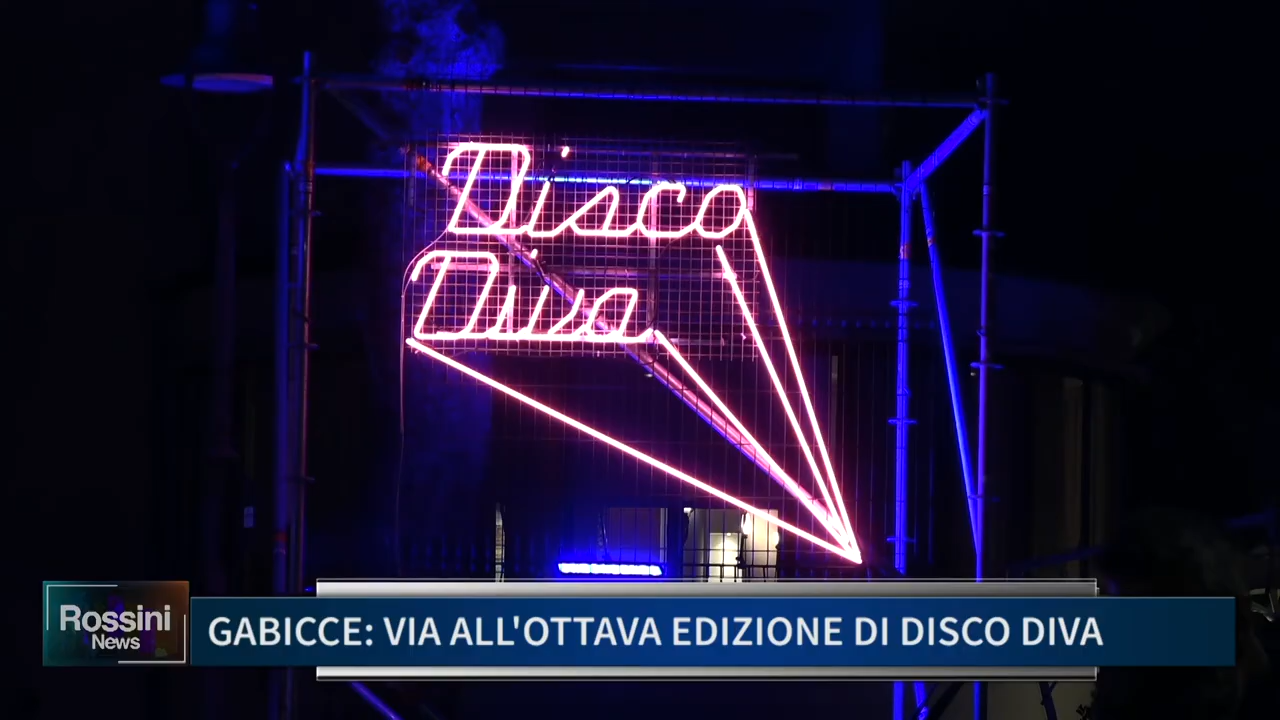 Disco
Diva
Rossini
News
GABICCE: VIA ALL'OTTAVA EDIZIONE DI DISCO DIVA